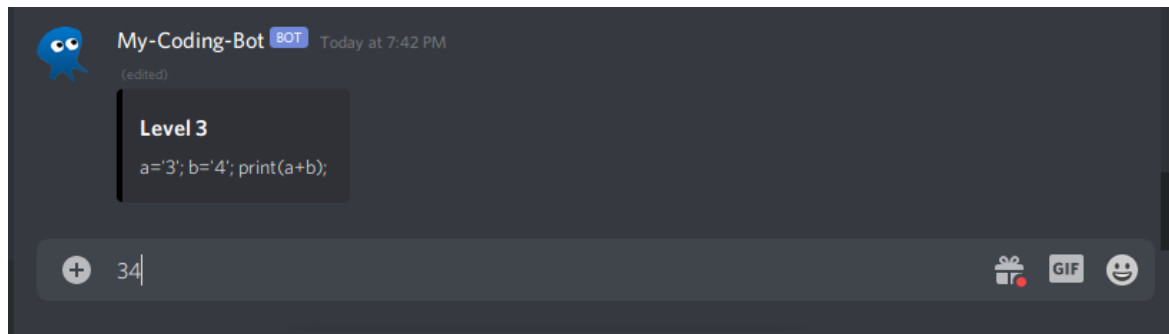 My-Coding-Bot BOT Today at 7:42 PM
(edited)
Level 3
a='3'; b='4'; print(a+b);
34
GIF